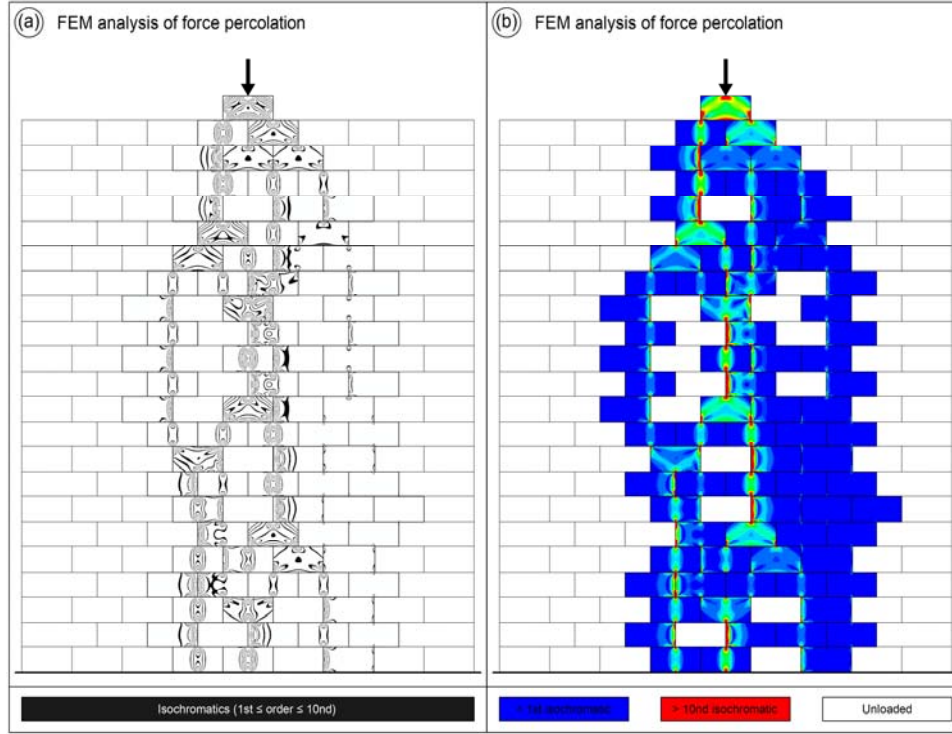 (a) FEM analysis of force percolation
(b) FEM analysis of force percolation
Isochromatics (1st ≤ order ≤ 10nd)
< 1st isochromatic
> 10nd isochromatic
Unloaded